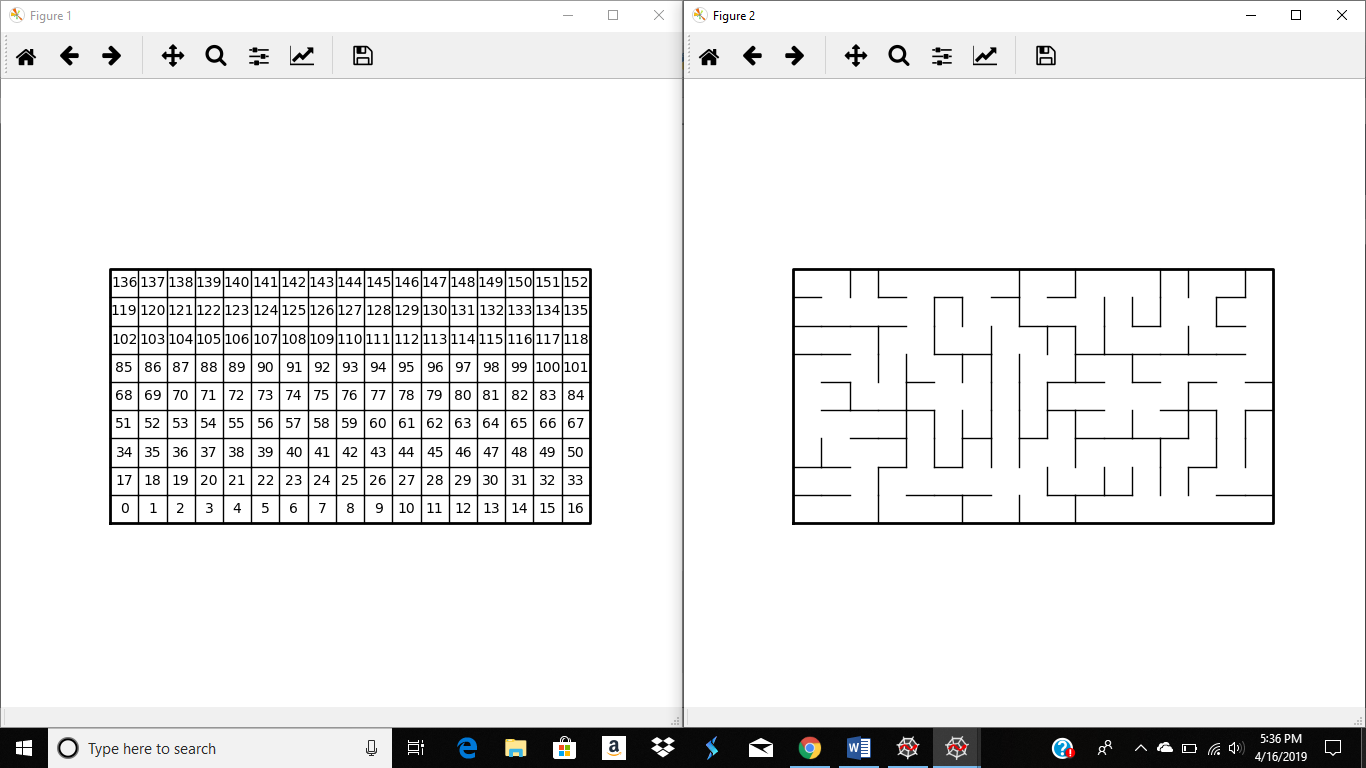 Figure 1
Figure 2
136 137 138 139 140 141 142 143 144 145 146 147 148 149 150 151 152
119 120 121 122 123 124 125 126 127 128 129 130 131 132 133 134 135
102 103 104 105 106 107 108 109 110 111 112 113 114 115 116 117 118
85 86 87 88 89 90 91 92 93 94 95 96 97 98 99 100 101
68 69 70 71 72 73 74 75 76 77 78 79 80 81 82 83 84
51 52 53 54 55 56 57 58 59 60 61 62 63 64 65 66 67
34 35 36 37 38 39 40 41 42 43 44 45 46 47 48 49 50
17 18 19 20 21 22 23 24 25 26 27 28 29 30 31 32 33
0 1 2 3 4 5 6 7 8 9 10 11 12 13 14 15 16
Type here to search
5:36 PM
4/16/2019